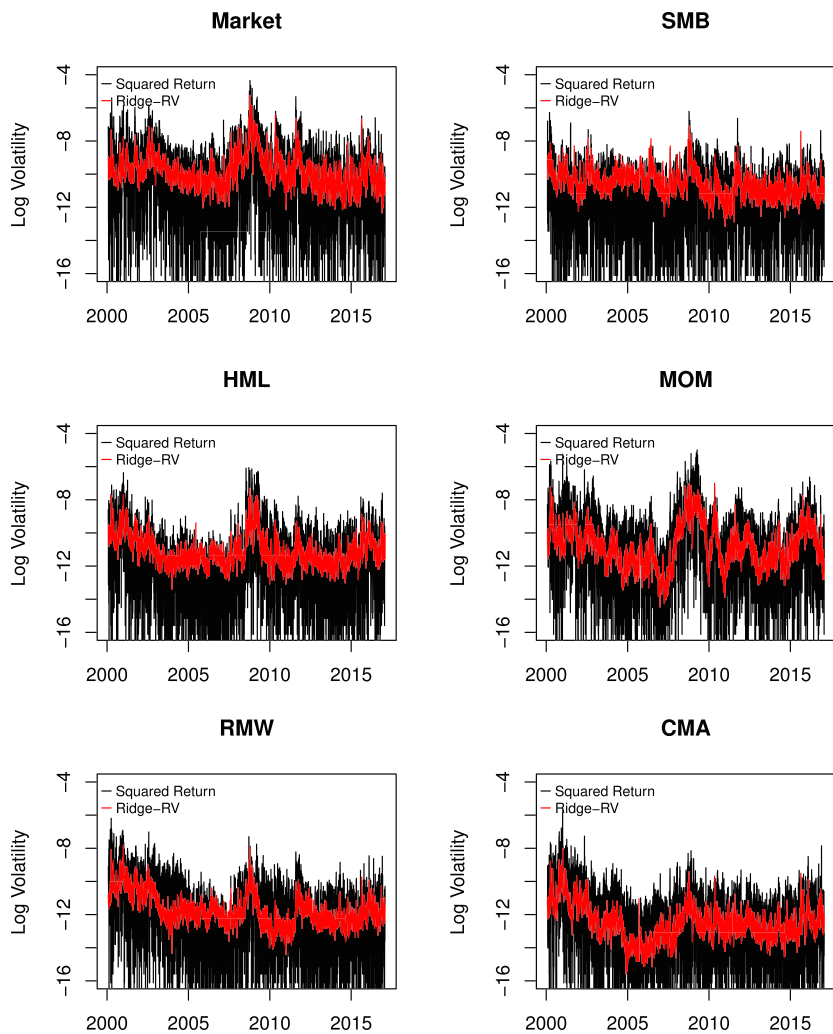 Market
Log Volatility
−4
−8
−12
−16
Squared Return
Ridge−RV
2000 2005 2010 2015
SMB
Log Volatility
−4
−8
−12
−16
Squared Return
Ridge−RV
2000 2005 2010 2015
HML
Log Volatility
−4
−8
−12
−16
Squared Return
Ridge−RV
2000 2005 2010 2015
MOM
Log Volatility
−4
−8
−12
−16
Squared Return
Ridge−RV
2000 2005 2010 2015
RMW
Log Volatility
−4
−8
−12
−16
Squared Return
Ridge−RV
2000 2005 2010 2015
CMA
Log Volatility
−4
−8
−12
−16
Squared Return
Ridge−RV
2000 2005 2010 2015